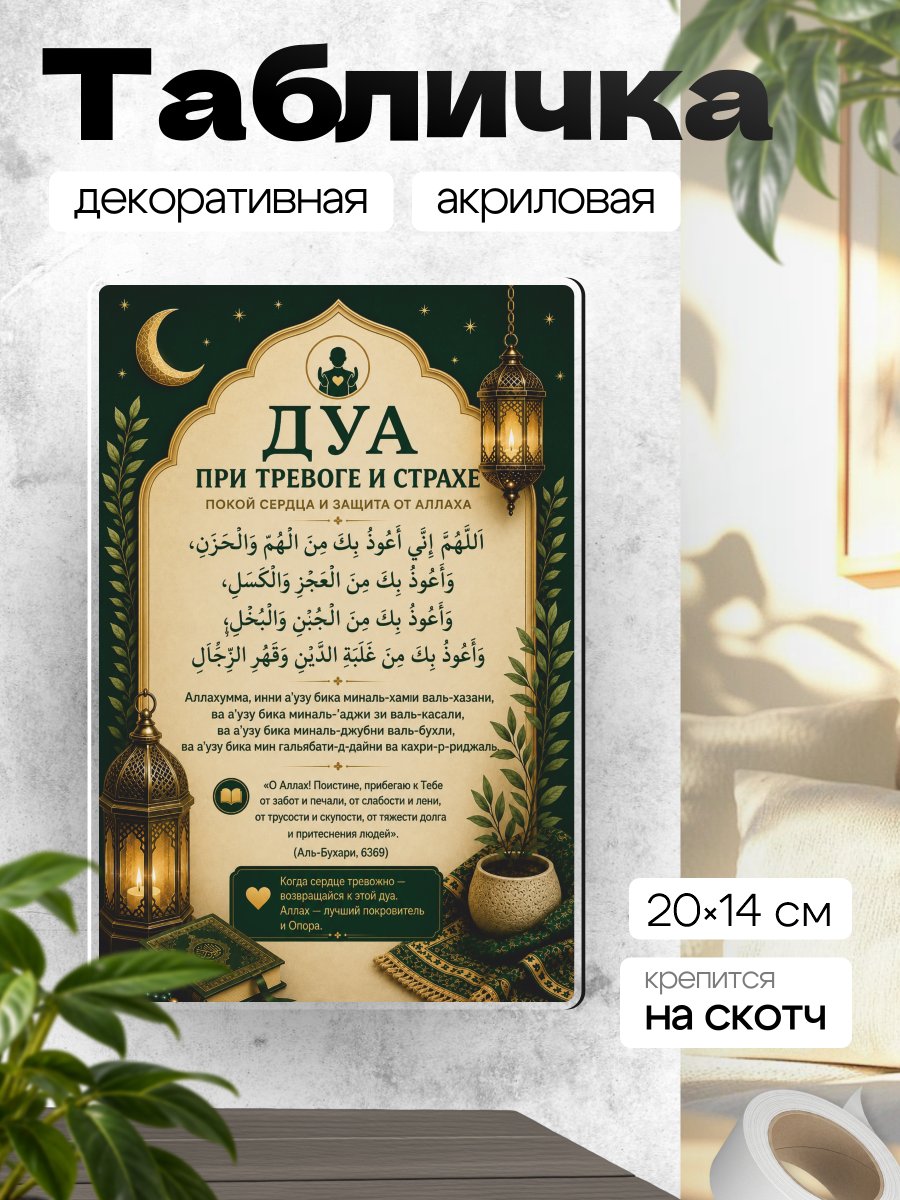 Табличка
декоративная
акриловая
ДУА
ПРИ ТРЕВОГЕ И СТРАХЕ
ПОКОЙ СЕРДЦА И ЗАЩИТА ОТ АЛЛАХА
اَللَّهُمَّ إِنَّي أَعُوذُ بِكَ مِنَ الْهُمّ وَالْحَزَنِ،
وَأَعُوذُ بِكَ مِنَ الْعَجْزِ وَالْكَسَلِ،
وَأَعُوذُ بِكَ مِنَ الْجُبْنِ وَالْبُخْلِ،
وَأَعُوذُ بِكَ مِنَ غَلَبَةِ الدَّيْنِ وَقَهْرِ الرِّجَالِ
Аллахумма, инни а'узу бика миналь-хамми валь-хазани,
ва а'узу бика миналь-'аджи зи валь-касали,
ва а'узу бика миналь-джубни валь-бухли,
ва а'узу бика мин гальябати-д-дайни ва кахри-р-риджаль.
«О Аллах! Поистине, прибегаю к Тебе
от забот и печали, от слабости и лени,
от трусости и скупости, от тяжести долга
и притеснения людей».
(Аль-Бухари, 6369)
Когда сердце тревожно —
возвращайся к этой дуа.
Аллах — лучший покровитель
и Опора.
20×14 см
крепится
на скотч